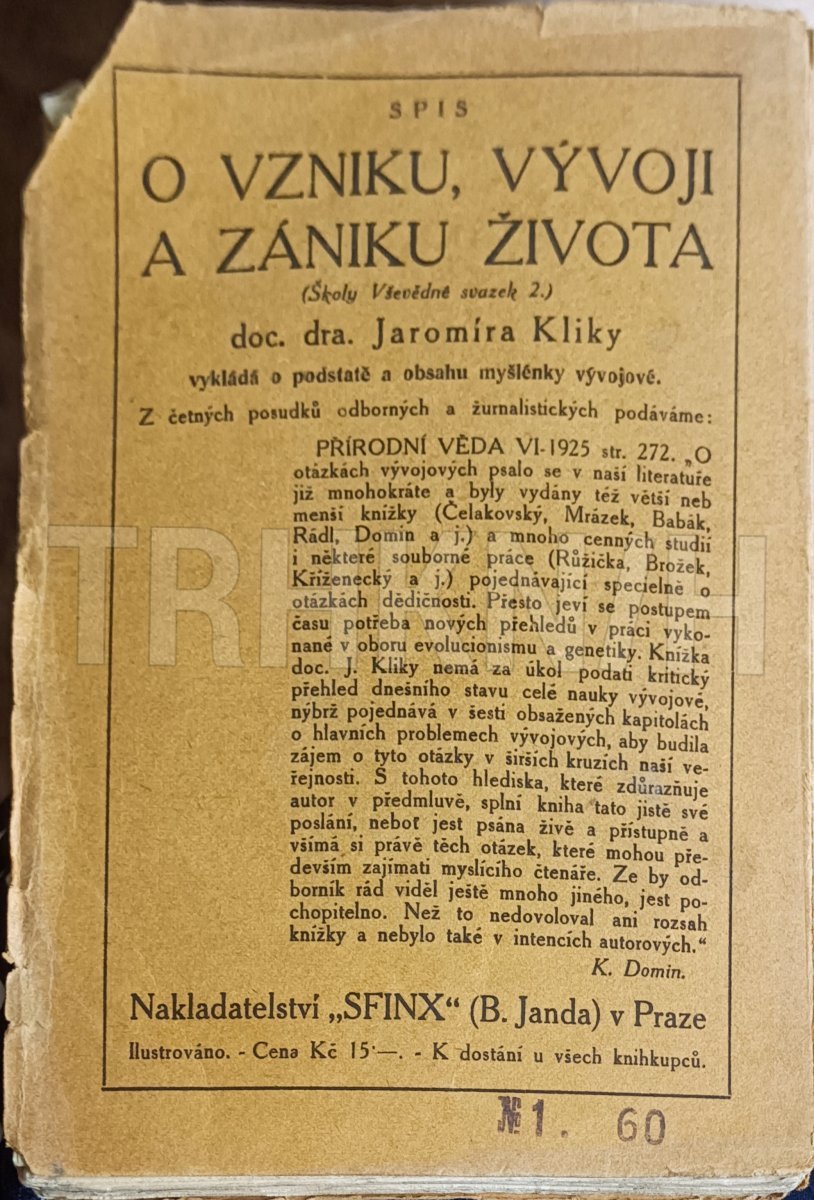 SPIS
O VZNIKU, VÝVOJI
A ZÁNIKU ŽIVOTA
(Školy Vševědné svazek 2.)
doc. dra. Jaromíra Kliky
vykládá o podstatě a obsahu myšlénky vývojové.
Z četných posudků odborných a žurnalistických podáváme:
PŘÍRODNÍ VĚDA VI-1925 str. 272. „O
otázkách vývojových psalo se v naší literatuře
již mnohokráte a byly vydány též větší neb
menší knížky (Čelakovský, Mrázek, Babák,
Rádl, Domin a j.) a mnoho cenných studií
i některé souborné práce (Růžička, Brožek,
Kříženecký a j.) pojednávající specielně o
otázkách dědičnosti. Přesto jeví se postupem
času potřeba nových přehledů v práci vyko-
nané v oboru evolucionismu a genetiky. Knížka
doc. J. Kliky nemá za úkol podati kritický
přehled dnešního stavu celé nauky vývojové,
nýbrž pojednává v šesti obsažených kapitolách
o hlavních problemech vývojových, aby budila
zájem o tyto otázky v širších kruzích naší ve-
řejnosti. S tohoto hlediska, které zdůrazňuje
autor v předmluvě, splní kniha tato jistě své
poslání, neboť jest psána živě a přístupně a
všímá si právě těch otázek, které mohou pře-
devším zajímati myslícího čtenáře. Ze by od-
borník rád viděl ještě mnoho jiného, jest po-
chopitelno. Než to nedovoloval ani rozsah
knížky a nebylo také v intencích autorových.“
K. Domin.
Nakladatelství „SFINX“ (B. Janda) v Praze
Ilustrováno. - Cena Kč 15·—. - K dostání u všech knihkupců.
№1. 60